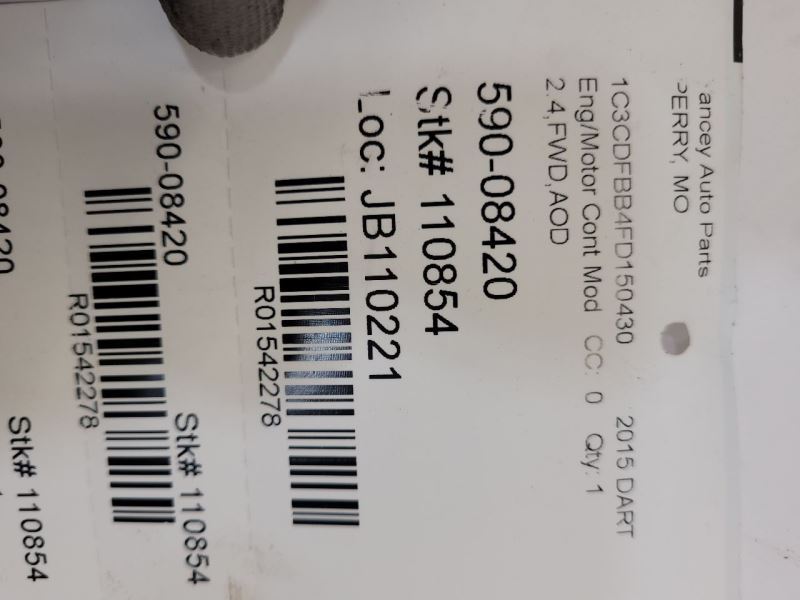 ancey Auto Parts
PERRY, MO
1C3CDFBB4FD150430 2015 DART
Eng/Motor Cont Mod CC: 0 Qty: 1
2.4,FWD,AOD
590-08420
Stk# 110854
Loc: JB110221
R01542278
590-08420
Stk# 110854
R01542278
08420
Stk# 110854